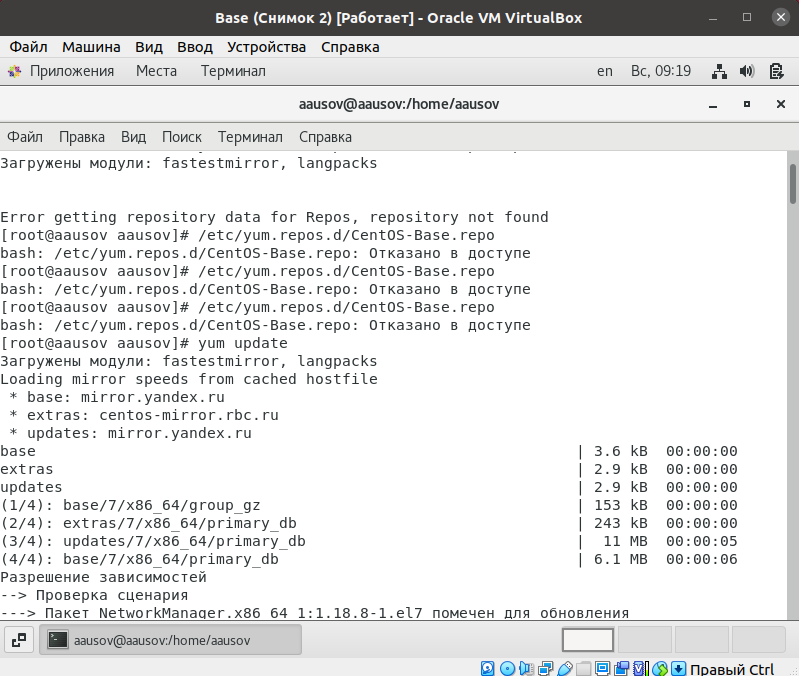 Base (Снимок 2) [Работает] - Oracle VM VirtualBox
Файл Машина Вид Ввод Устройства Справка
Приложения Места Терминал en Вс, 09:19
aausov@aausov:/home/aausov
Файл Правка Вид Поиск Терминал Справка
Загружены модули: fastestmirror, langpacks
Error getting repository data for Repos, repository not found
[root@aausov aausov]# /etc/yum.repos.d/CentOS-Base.repo
bash: /etc/yum.repos.d/CentOS-Base.repo: Отказано в доступе
[root@aausov aausov]# /etc/yum.repos.d/CentOS-Base.repo
bash: /etc/yum.repos.d/CentOS-Base.repo: Отказано в доступе
[root@aausov aausov]# /etc/yum.repos.d/CentOS-Base.repo
bash: /etc/yum.repos.d/CentOS-Base.repo: Отказано в доступе
[root@aausov aausov]# yum update
Загружены модули: fastestmirror, langpacks
Loading mirror speeds from cached hostfile
 * base: mirror.yandex.ru
 * extras: centos-mirror.rbc.ru
 * updates: mirror.yandex.ru
base | 3.6 kB 00:00:00
extras | 2.9 kB 00:00:00
updates | 2.9 kB 00:00:00
(1/4): base/7/x86_64/group_gz | 153 kB 00:00:00
(2/4): extras/7/x86_64/primary_db | 243 kB 00:00:00
(3/4): updates/7/x86_64/primary_db | 11 MB 00:00:05
(4/4): base/7/x86_64/primary_db | 6.1 MB 00:00:06
Разрешение зависимостей
--> Проверка сценария
---> Пакет NetworkManager.x86_64 1:1.18.8-1.el7 помечен для обновления
aausov@aausov:/home/aausov
Правый Ctrl